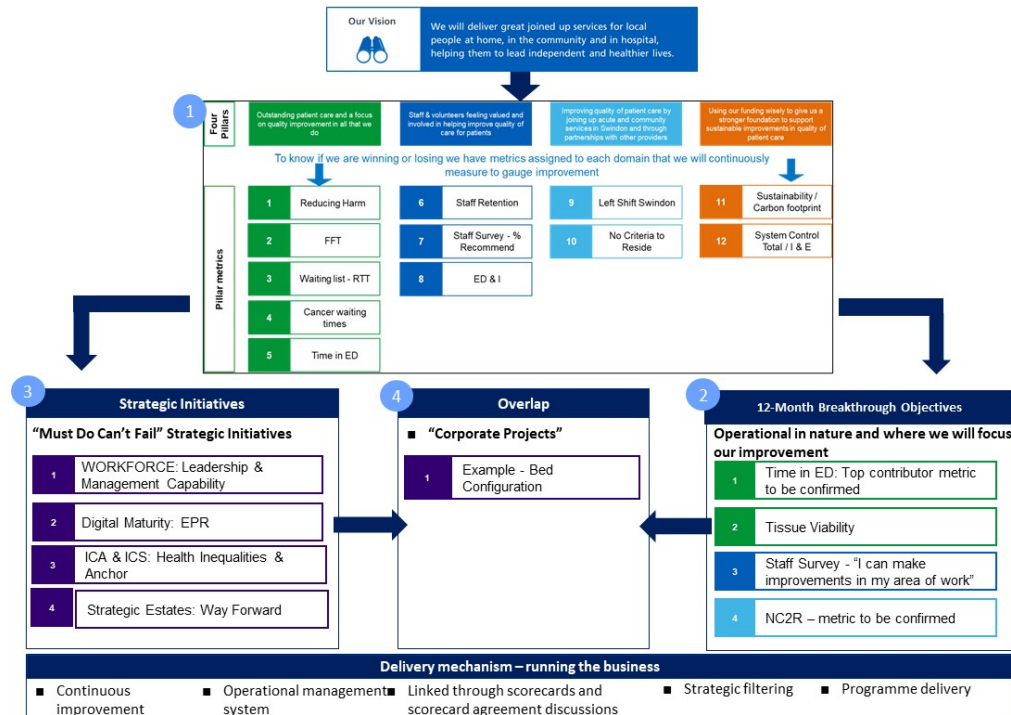 Our Vision
We will deliver great joined up services for local
people at home, in the community and in hospital,
helping them to lead independent and healthier lives.
1
Four
Pillars
Outstanding patient care and a focus
on quality improvement in all that we
do
Staff & volunteers feeling valued and
involved in helping improve quality of
care for patients
Improving quality of patient care by
joining up acute and community
services in Swindon and through
partnerships with other providers
Using our funding wisely to give us a
stronger foundation to support
sustainable improvements in quality of
patient care
To know if we are winning or losing we have metrics assigned to each domain that we will continuously
measure to gauge improvement
Pillar metrics
1
Reducing Harm
2
FFT
3
Waiting list - RTT
4
Cancer waiting
times
5
Time in ED
6
Staff Retention
7
Staff Survey - %
Recommend
8
ED & I
9
Left Shift Swindon
10
No Criteria to
Reside
11
Sustainability /
Carbon footprint
12
System Control
Total / I & E
3
Strategic Initiatives
"Must Do Can't Fail" Strategic Initiatives
1
WORKFORCE: Leadership &
Management Capability
2
Digital Maturity: EPR
3
ICA & ICS: Health Inequalities &
Anchor
4
Strategic Estates: Way Forward
4
Overlap
■ "Corporate Projects"
1
Example - Bed
Configuration
2
12-Month Breakthrough Objectives
Operational in nature and where we will focus
our improvement
1
Time in ED: Top contributor metric
to be confirmed
2
Tissue Viability
3
Staff Survey - "I can make
improvements in my area of work"
4
NC2R – metric to be confirmed
Delivery mechanism – running the business
■ Continuous
improvement
■ Operational management
system
■ Linked through scorecards and
scorecard agreement discussions
■ Strategic filtering
■ Programme delivery